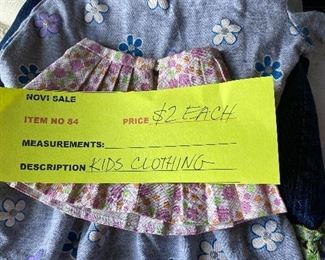 NOVI SALE
ITEM NO 84 PRICE $2 EACH
MEASUREMENTS:
DESCRIPTION KIDS CLOTHING